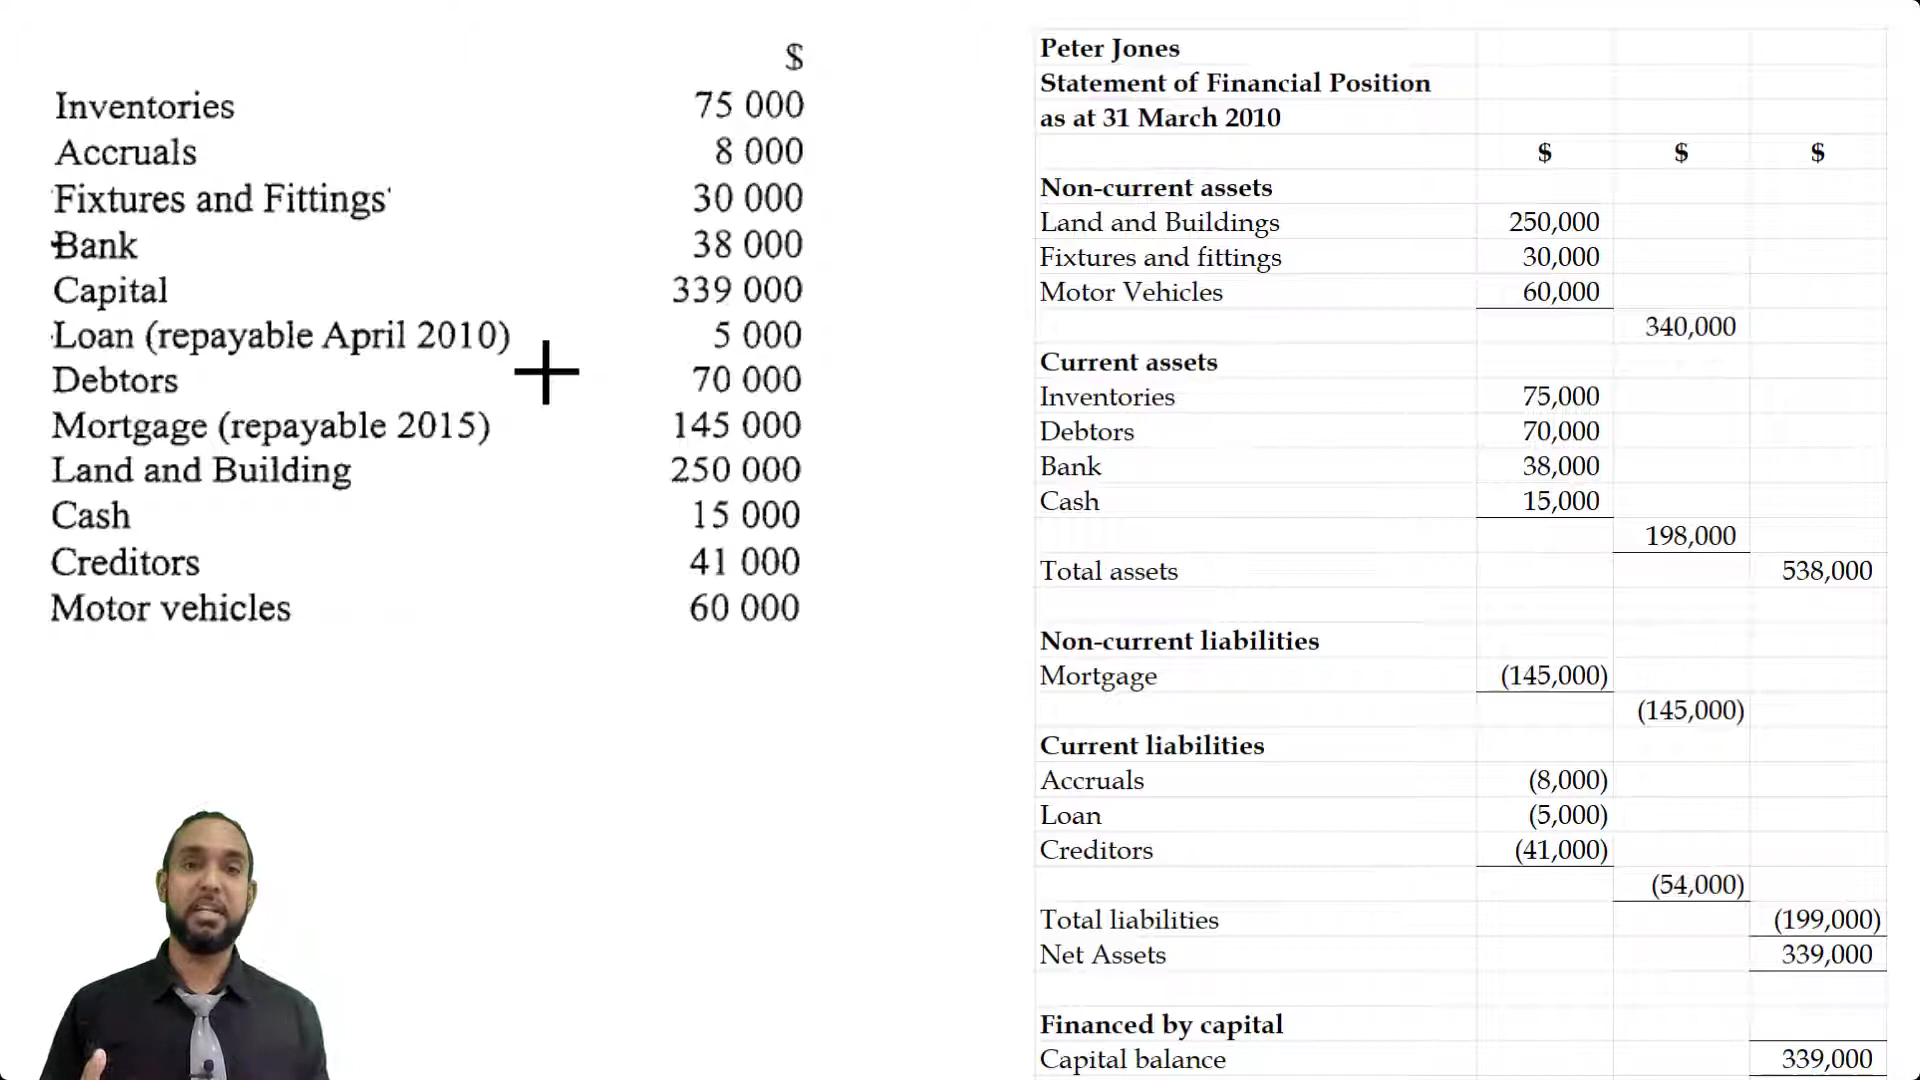 $
Inventories 75 000
Accruals 8 000
Fixtures and Fittings 30 000
Bank 38 000
Capital 339 000
Loan (repayable April 2010) 5 000
Debtors 70 000
Mortgage (repayable 2015) 145 000
Land and Building 250 000
Cash 15 000
Creditors 41 000
Motor vehicles 60 000
Peter Jones
Statement of Financial Position
as at 31 March 2010
$ $ $
Non-current assets
Land and Buildings 250,000
Fixtures and fittings 30,000
Motor Vehicles 60,000
340,000
Current assets
Inventories 75,000
Debtors 70,000
Bank 38,000
Cash 15,000
198,000
Total assets 538,000
Non-current liabilities
Mortgage (145,000)
(145,000)
Current liabilities
Accruals (8,000)
Loan (5,000)
Creditors (41,000)
(54,000)
Total liabilities (199,000)
Net Assets 339,000
Financed by capital
Capital balance 339,000